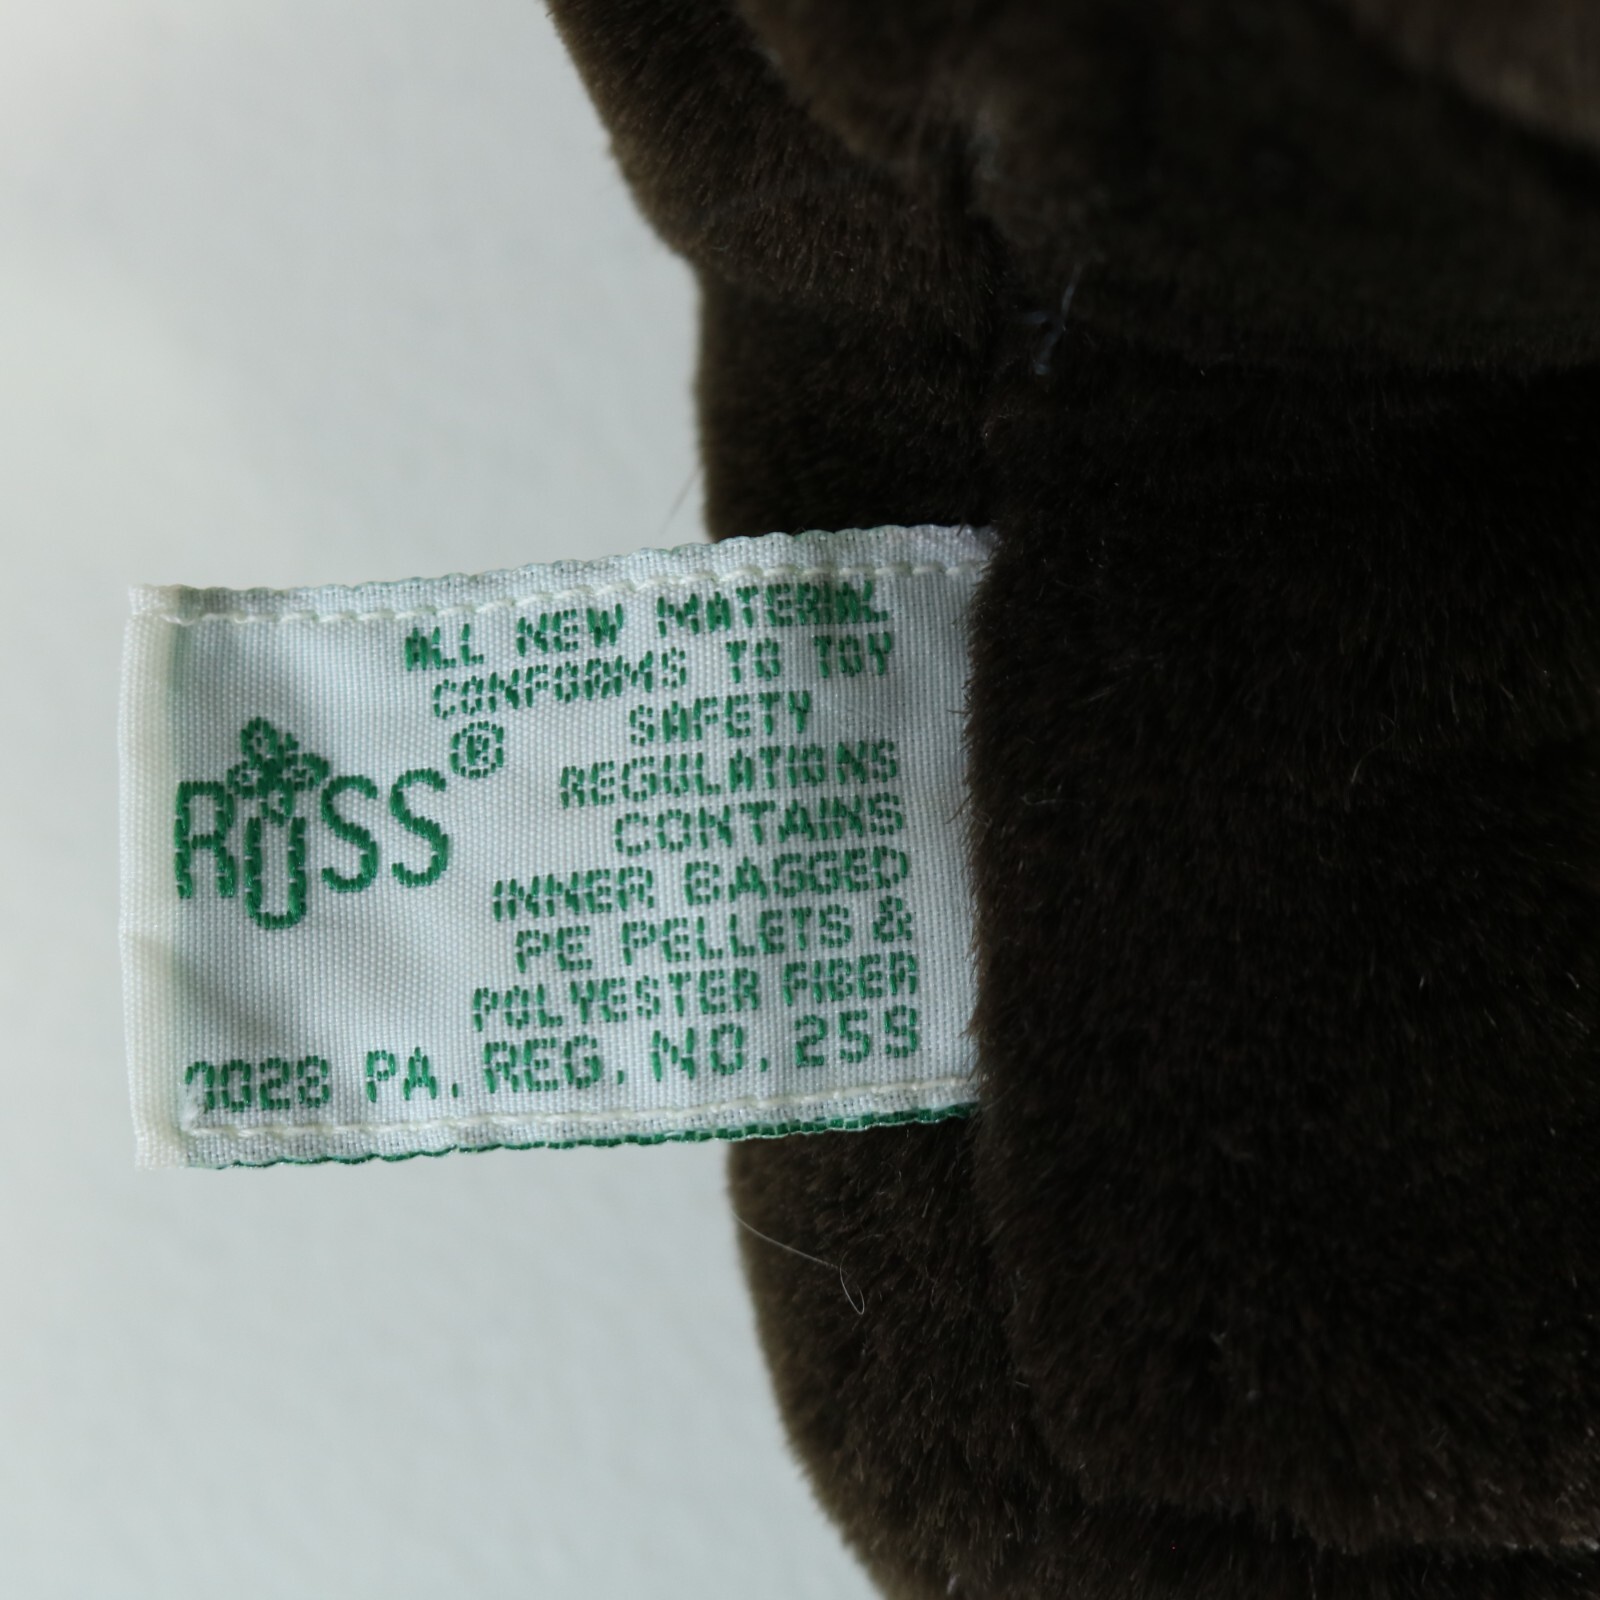 ALL NEW MATERIAL
CONFORMS TO TOY
SAFETY
REGULATIONS
RUSS®
CONTAINS
INNER BAGGED
PE PELLETS &
POLYESTER FIBER
1028 PA. REG. NO. 259